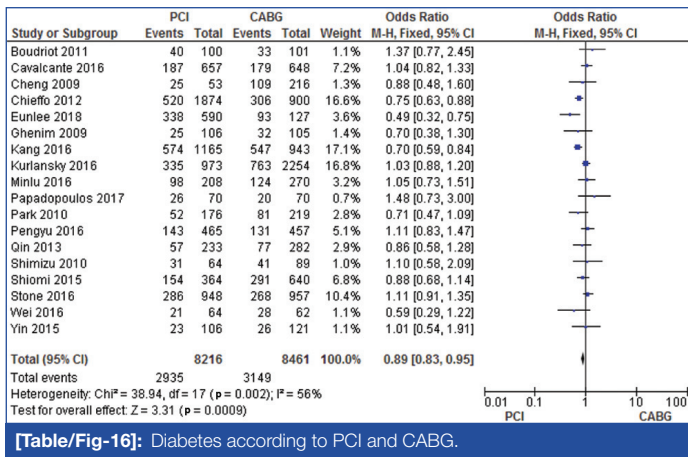 PCI CABG Odds Ratio Odds Ratio
Study or Subgroup Events Total Events Total Weight M-H, Fixed, 95% CI M-H, Fixed, 95% CI
Boudriot 2011 40 100 33 101 1.1% 1.37 [0.77, 2.45]
Cavalcante 2016 187 657 179 648 7.2% 1.04 [0.82, 1.33]
Cheng 2009 25 53 109 216 2.0% 0.88 [0.48, 1.60]
Chieffo 2012 520 1874 306 900 16.6% 0.75 [0.63, 0.88]
Eunlee 2018 338 590 93 127 3.6% 0.49 [0.32, 0.75]
Ghenim 2009 25 106 32 105 1.4% 0.70 [0.38, 1.30]
Kang 2016 574 1165 547 943 17.2% 0.70 [0.59, 0.84]
Kurlansky 2016 335 973 763 2254 16.9% 1.03 [0.88, 1.20]
Minlu 2016 98 208 124 270 3.2% 1.05 [0.73, 1.51]
Papadopoulos 2017 26 70 20 70 0.7% 1.48 [0.73, 3.00]
Park 2010 52 176 81 219 2.9% 0.71 [0.47, 1.09]
Pengyu 2016 143 465 131 457 5.1% 1.11 [0.83, 1.47]
Qin 2013 57 233 77 282 3.0% 0.86 [0.58, 1.28]
Shimizu 2010 31 64 41 89 1.0% 1.10 [0.58, 2.09]
Shiomi 2015 154 364 291 640 6.9% 0.88 [0.68, 1.14]
Stone 2016 286 948 268 957 10.4% 1.11 [0.91, 1.35]
Wei 2016 21 64 28 62 1.1% 0.59 [0.29, 1.22]
Yin 2015 23 106 26 121 1.1% 1.01 [0.54, 1.91]
Total (95% CI) 8216 8461 100.0% 0.89 [0.83, 0.95]
Total events 2935 3149
Heterogeneity: Chi² = 38.94, df = 17 (p = 0.002); I² = 56%
Test for overall effect: Z = 3.31 (p = 0.0009)
0.01 0.1 1 10 100
PCI CABG
[Table/Fig-16]: Diabetes according to PCI and CABG.